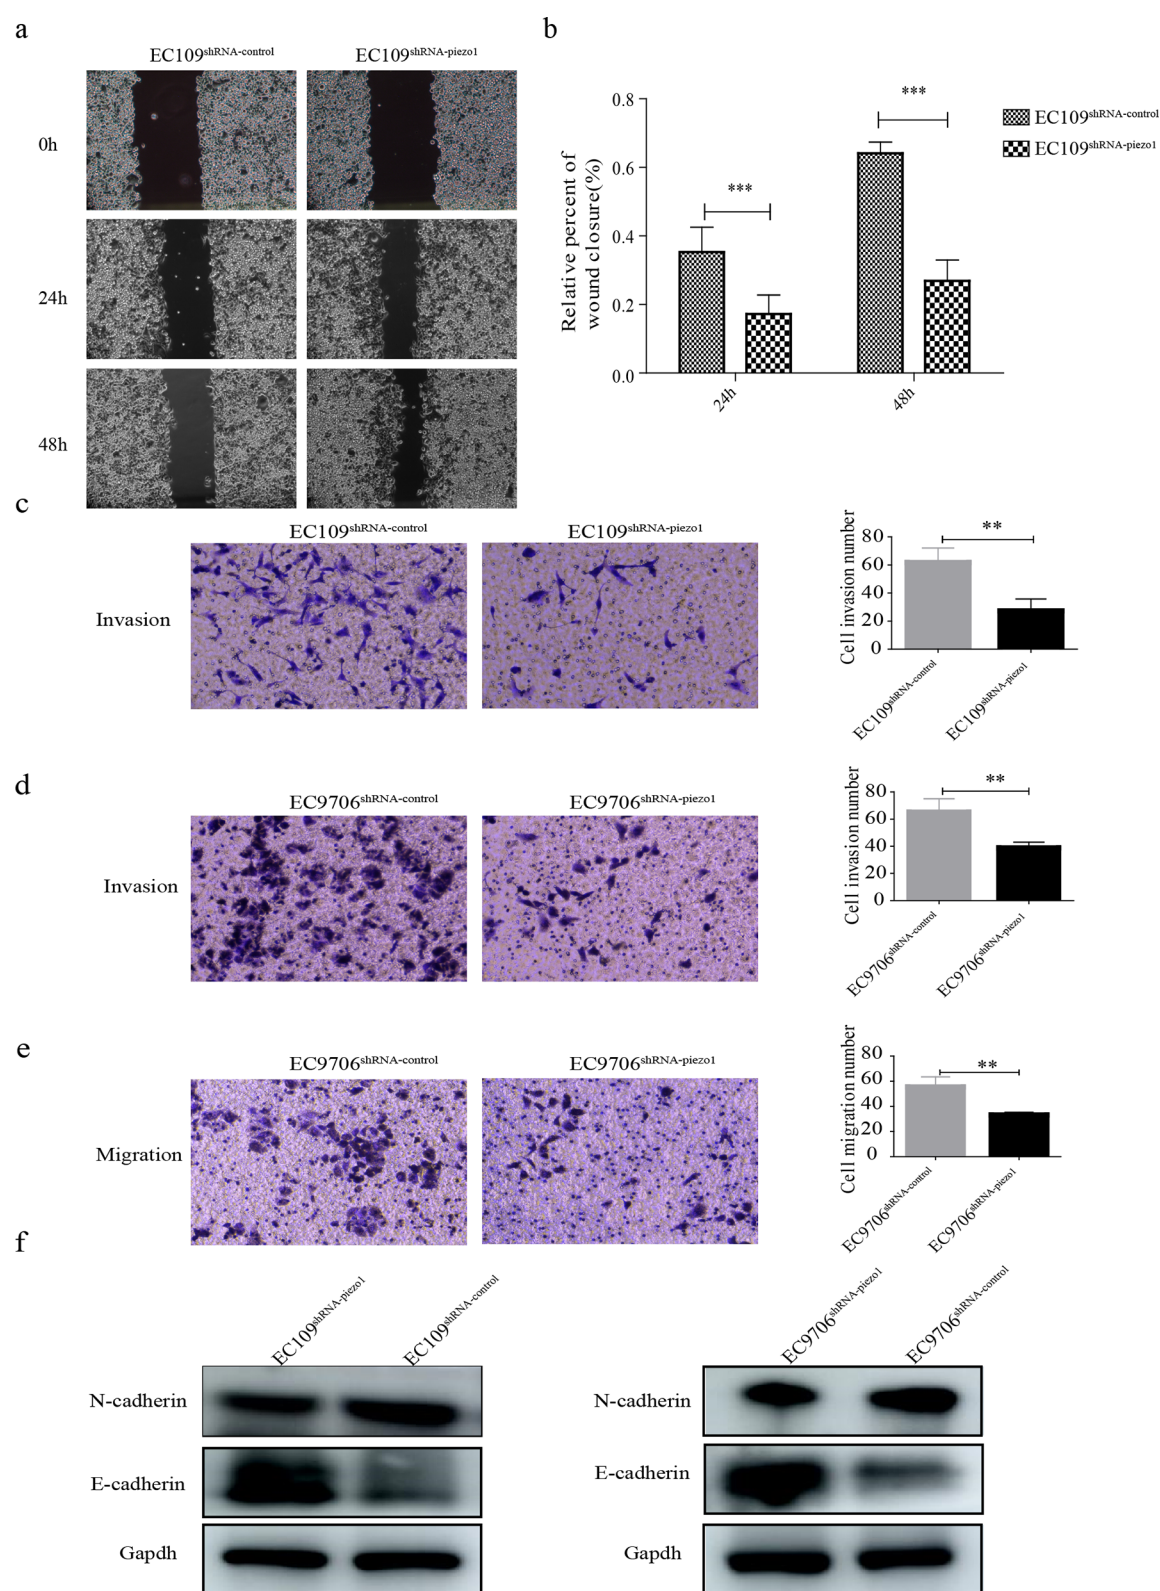 a
EC109shRNA-control
EC109shRNA-piezo1
0h
24h
48h
b
Relative percent of
wound closure(%)
0.8
0.6
0.4
0.2
0.0
***
***
24h
48h
EC109shRNA-control
EC109shRNA-piezo1
c
EC109shRNA-control
EC109shRNA-piezo1
Invasion
Cell invasion number
80
60
40
20
0
**
EC109shRNA-control
EC109shRNA-piezo1
d
EC9706shRNA-control
EC9706shRNA-piezo1
Invasion
Cell invasion number
80
60
40
20
0
**
EC9706shRNA-control
EC9706shRNA-piezo1
e
EC9706shRNA-control
EC9706shRNA-piezo1
Migration
Cell migration number
80
60
40
20
0
**
EC9706shRNA-control
EC9706shRNA-piezo1
f
EC109shRNA-piezo1
EC109shRNA-control
N-cadherin
E-cadherin
Gapdh
EC9706shRNA-piezo1
EC9706shRNA-control
N-cadherin
E-cadherin
Gapdh